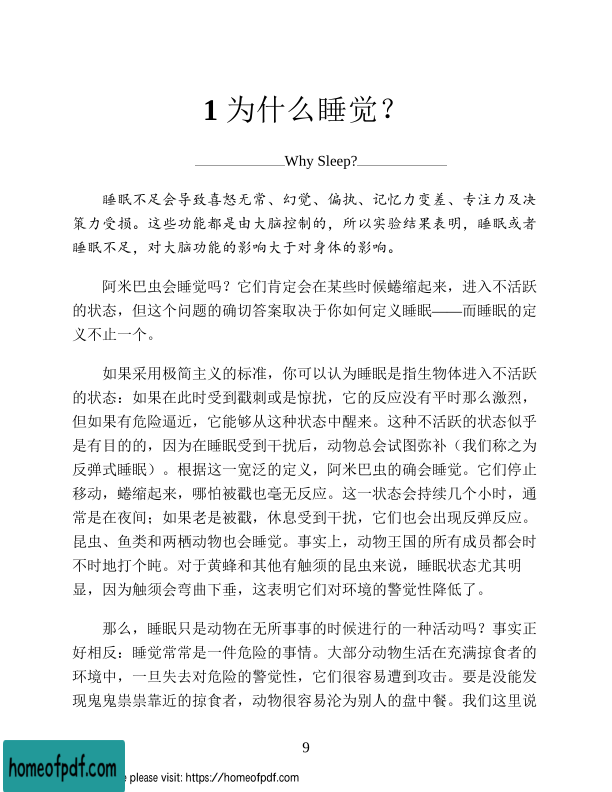 1 为什么睡觉？
Why Sleep?
睡眠不足会导致喜怒无常、幻觉、偏执、记忆力变差、专注力及决
策力受损。这些功能都是由大脑控制的，所以实验结果表明，睡眠或者
睡眠不足，对大脑功能的影响大于对身体的影响。
阿米巴虫会睡觉吗？它们肯定会在某些时候蜷缩起来，进入不活跃
的状态，但这个问题的确切答案取决于你如何定义睡眠——而睡眠的定
义不止一个。
如果采用极简主义的标准，你可以认为睡眠是指生物体进入不活跃
的状态：如果在此时受到戳刺或是惊扰，它的反应没有平时那么激烈，
但如果有危险逼近，它能够从这种状态中醒来。这种不活跃的状态似乎
是有目的的，因为在睡眠受到干扰后，动物总会试图弥补（我们称之为
反弹式睡眠）。根据这一宽泛的定义，阿米巴虫的确会睡觉。它们停止
移动，蜷缩起来，哪怕被戳也毫无反应。这一状态会持续几个小时，通
常是在夜间；如果老是被戳，休息受到干扰，它们也会出现反弹反应。
昆虫、鱼类和两栖动物也会睡觉。事实上，动物王国的所有成员都会时
不时地打个盹。对于黄蜂和其他有触须的昆虫来说，睡眠状态尤其明
显，因为触须会弯曲下垂，这表明它们对环境的警觉性降低了。
那么，睡眠只是动物在无所事事的时候进行的一种活动吗？事实正
好相反：睡觉常常是一件危险的事情。大部分动物生活在充满掠食者的
环境中，一旦失去对危险的警觉性，它们很容易遭到攻击。要是没能发
现鬼鬼祟祟靠近的掠食者，动物很容易沦为别人的盘中餐。我们这里说
9
homeofpdf.com
e please visit: https://homeofpdf.com